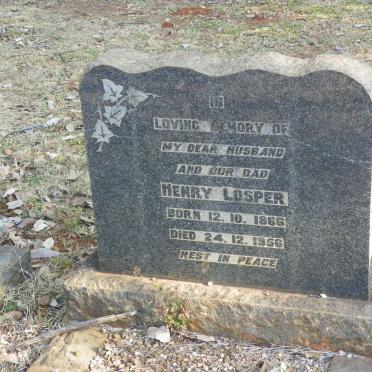 IN
LOVING MEMORY OF
MY DEAR HUSBAND
AND OUR DAD
HENRY LOSPER
BORN 12.10.1866
DIED 24.12.1956
REST IN PEACE